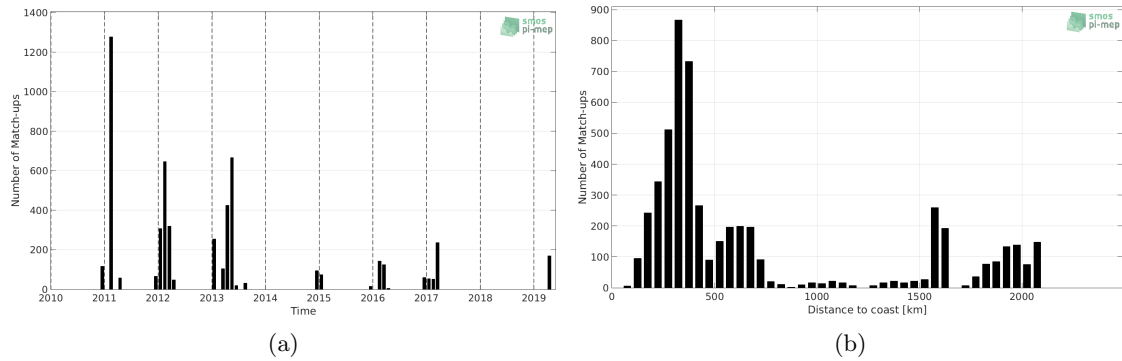 smos
pi-mep
1400
1200
1000
800
600
400
200
0
Number of Match-ups
2010 2011 2012 2013 2014 2015 2016 2017 2018 2019
Time
(a)
smos
pi-mep
900
800
700
600
500
400
300
200
100
0
Number of Match-ups
0 500 1000 1500 2000
Distance to coast [km]
(b)